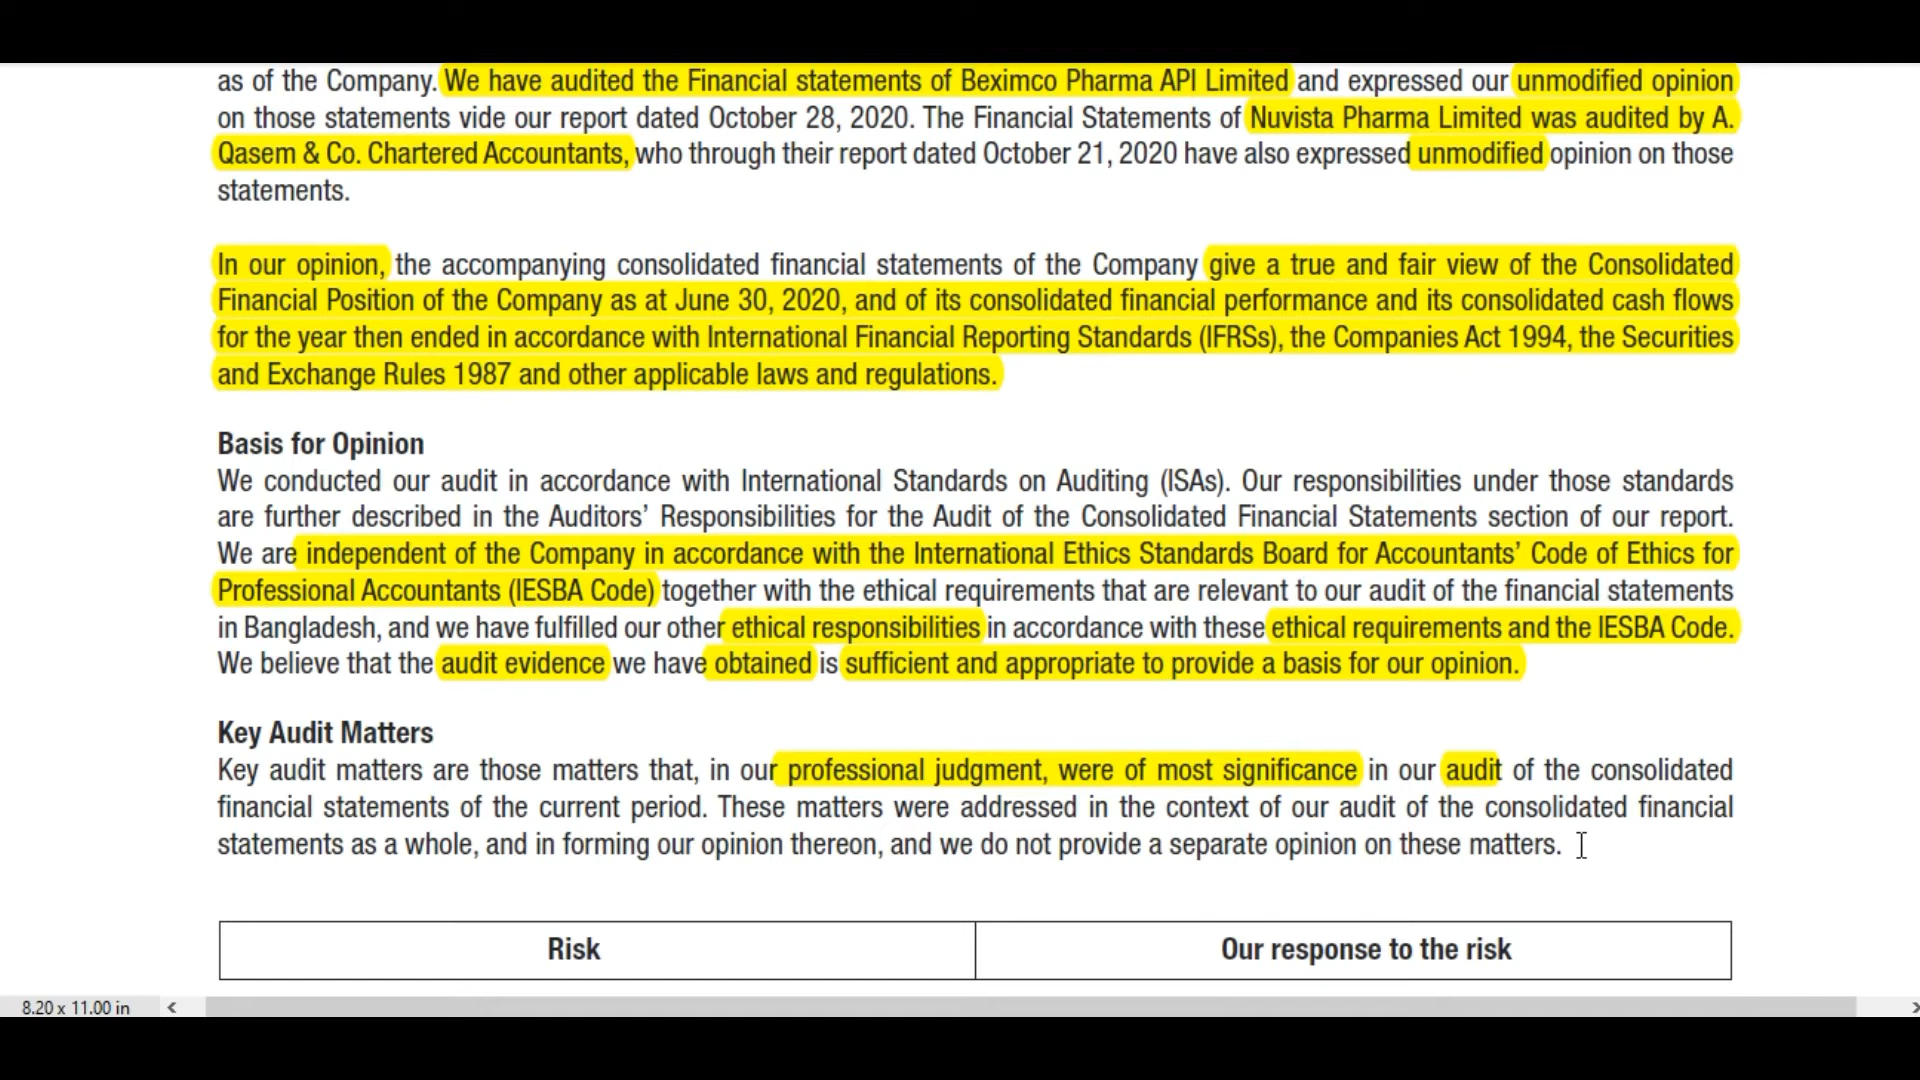 as of the Company. We have audited the Financial statements of Beximco Pharma API Limited and expressed our unmodified opinion
on those statements vide our report dated October 28, 2020. The Financial Statements of Nuvista Pharma Limited was audited by A.
Qasem & Co. Chartered Accountants, who through their report dated October 21, 2020 have also expressed unmodified opinion on those
statements.
In our opinion, the accompanying consolidated financial statements of the Company give a true and fair view of the Consolidated
Financial Position of the Company as at June 30, 2020, and of its consolidated financial performance and its consolidated cash flows
for the year then ended in accordance with International Financial Reporting Standards (IFRSs), the Companies Act 1994, the Securities
and Exchange Rules 1987 and other applicable laws and regulations.
Basis for Opinion
We conducted our audit in accordance with International Standards on Auditing (ISAs). Our responsibilities under those standards
are further described in the Auditors’ Responsibilities for the Audit of the Consolidated Financial Statements section of our report.
We are independent of the Company in accordance with the International Ethics Standards Board for Accountants’ Code of Ethics for
Professional Accountants (IESBA Code) together with the ethical requirements that are relevant to our audit of the financial statements
in Bangladesh, and we have fulfilled our other ethical responsibilities in accordance with these ethical requirements and the IESBA Code.
We believe that the audit evidence we have obtained is sufficient and appropriate to provide a basis for our opinion.
Key Audit Matters
Key audit matters are those matters that, in our professional judgment, were of most significance in our audit of the consolidated
financial statements of the current period. These matters were addressed in the context of our audit of the consolidated financial
statements as a whole, and in forming our opinion thereon, and we do not provide a separate opinion on these matters.
Risk
Our response to the risk
8.20 x 11.00 in